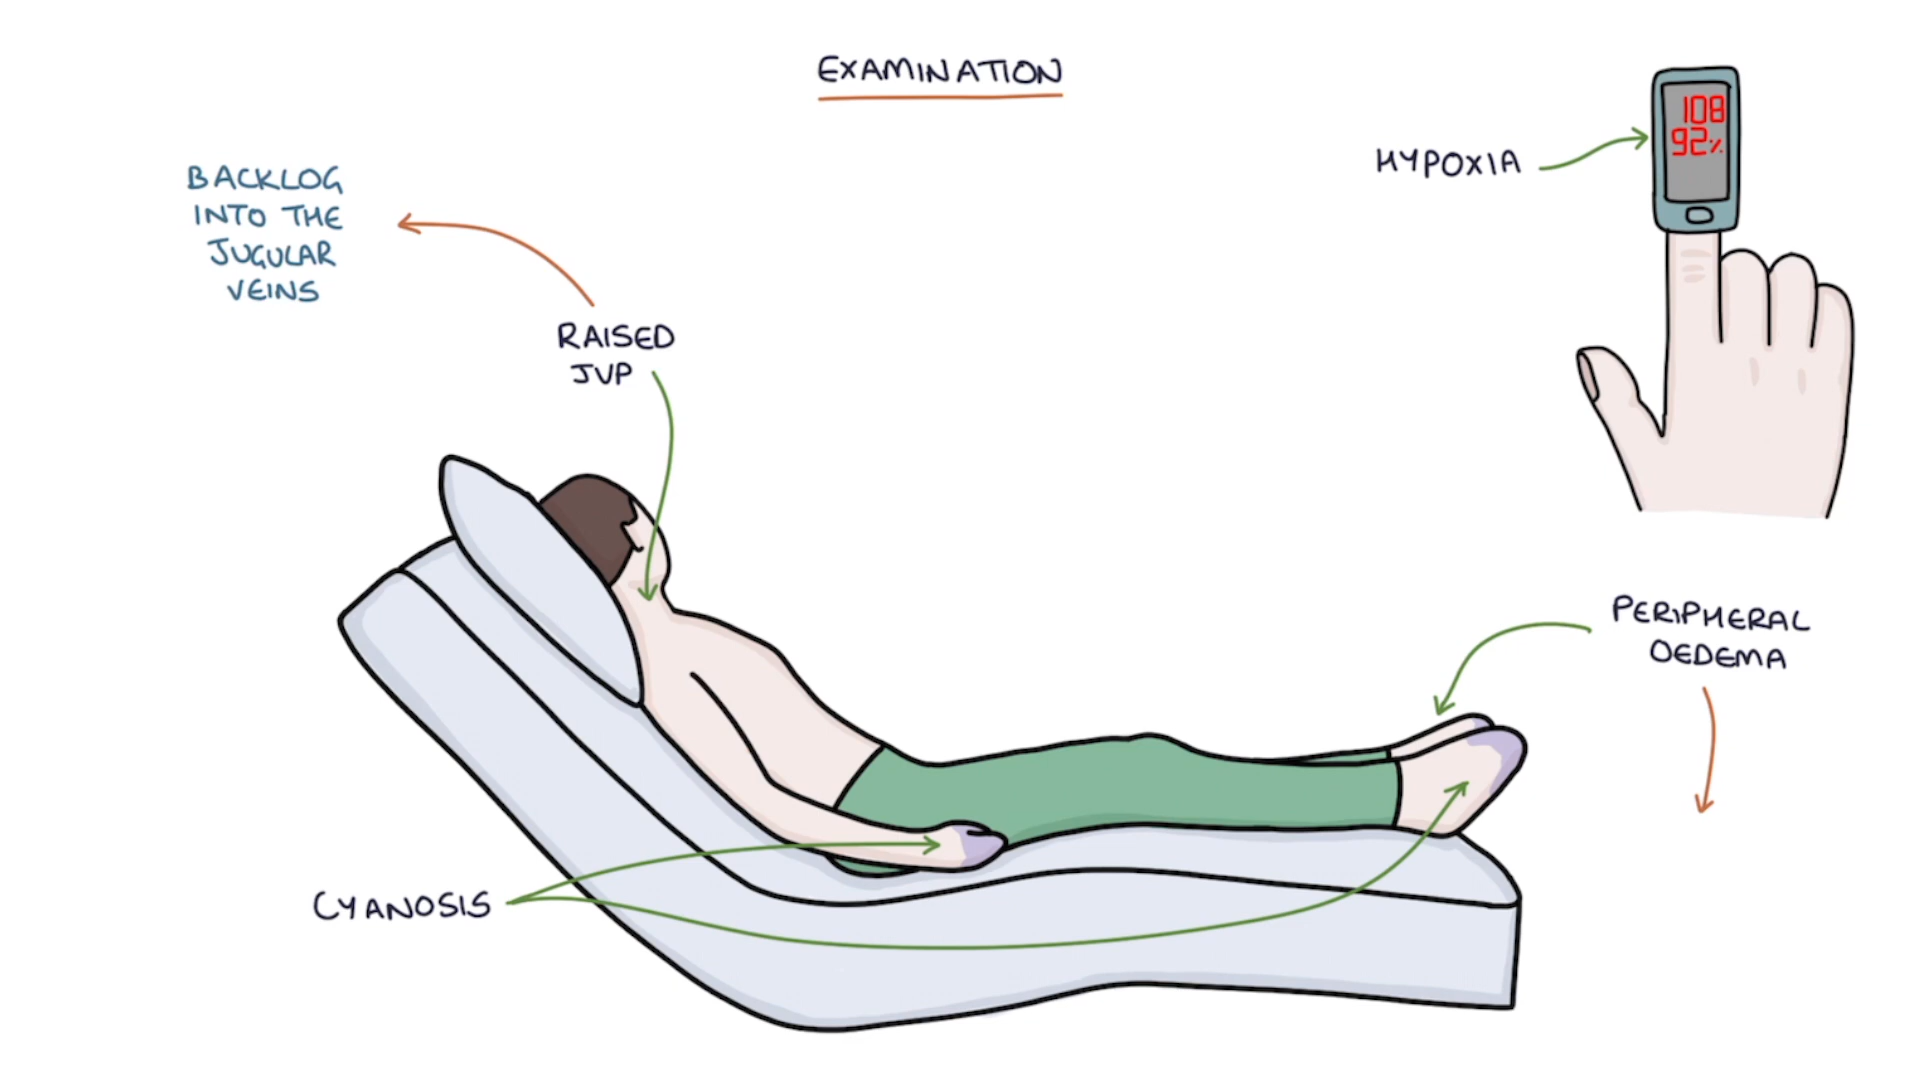 EXAMINATION
BACKLOG
INTO THE
JUGULAR
VEINS
RAISED
JVP
HYPOXIA
108
92%
PERIPHERAL
OEDEMA
CYANOSIS